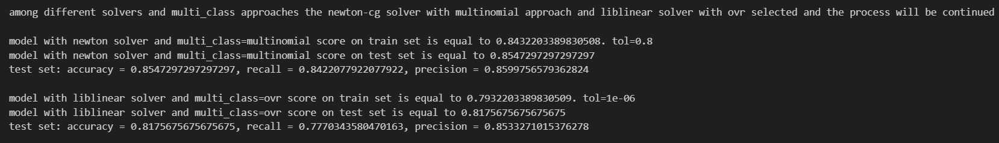 among different solvers and multi_class approaches the newton-cg solver with multinomial approach and liblinear solver with ovr selected and the process will be continued
model with newton solver and multi_class=multinomial score on train set is equal to 0.8432203389830508. tol=0.8
model with newton solver and multi_class=multinomial score on test set is equal to 0.8547297297297297
test set: accuracy = 0.8547297297297297, recall = 0.8422077922077922, precision = 0.8599756579362824
model with liblinear solver and multi_class=ovr score on train set is equal to 0.7932203389830509. tol=1e-06
model with liblinear solver and multi_class=ovr score on test set is equal to 0.8175675675675675
test set: accuracy = 0.8175675675675675, recall = 0.7770343580470163, precision = 0.8533271015376278